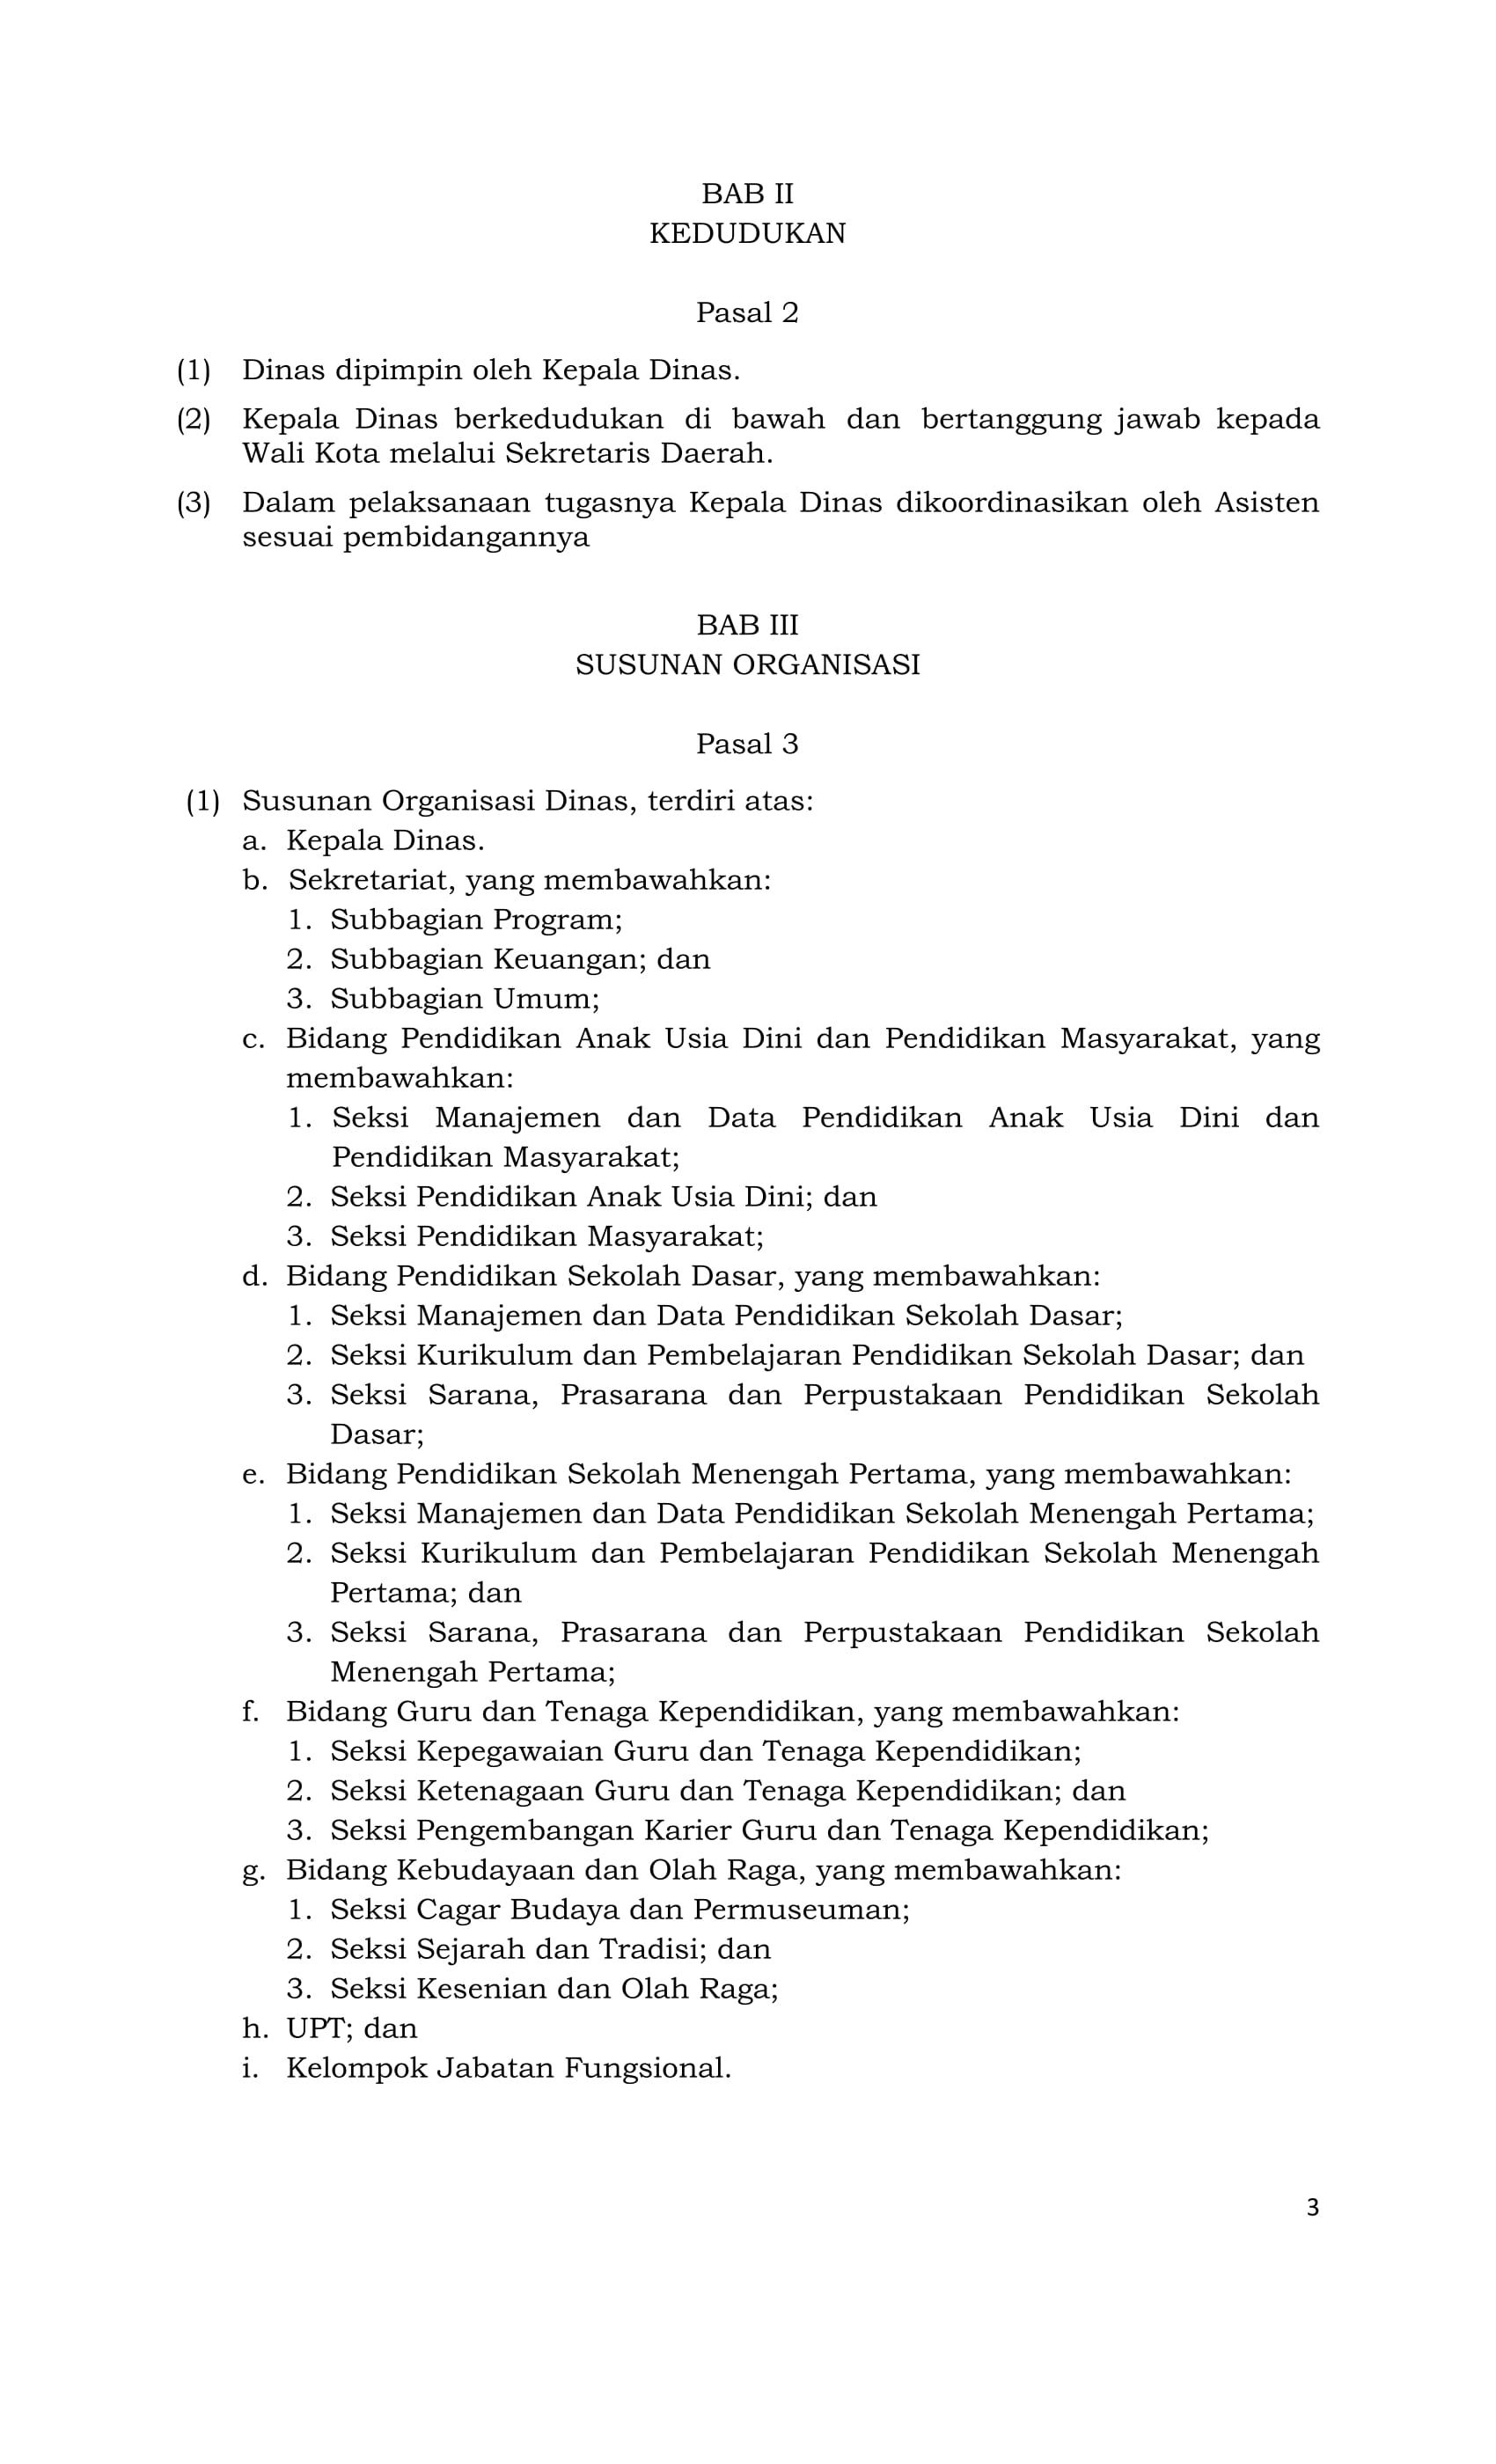 BAB II
KEDUDUKAN
Pasal 2
(1) Dinas dipimpin oleh Kepala Dinas.
(2) Kepala Dinas berkedudukan di bawah dan bertanggung jawab kepada
Wali Kota melalui Sekretaris Daerah.
(3) Dalam pelaksanaan tugasnya Kepala Dinas dikoordinasikan oleh Asisten
sesuai pembidangannya
BAB III
SUSUNAN ORGANISASI
Pasal 3
(1) Susunan Organisasi Dinas, terdiri atas:
a. Kepala Dinas.
b. Sekretariat, yang membawahkan:
1. Subbagian Program;
2. Subbagian Keuangan; dan
3. Subbagian Umum;
c. Bidang Pendidikan Anak Usia Dini dan Pendidikan Masyarakat, yang
membawahkan:
1. Seksi Manajemen dan Data Pendidikan Anak Usia Dini dan
Pendidikan Masyarakat;
2. Seksi Pendidikan Anak Usia Dini; dan
3. Seksi Pendidikan Masyarakat;
d. Bidang Pendidikan Sekolah Dasar, yang membawahkan:
1. Seksi Manajemen dan Data Pendidikan Sekolah Dasar;
2. Seksi Kurikulum dan Pembelajaran Pendidikan Sekolah Dasar; dan
3. Seksi Sarana, Prasarana dan Perpustakaan Pendidikan Sekolah
Dasar;
e. Bidang Pendidikan Sekolah Menengah Pertama, yang membawahkan:
1. Seksi Manajemen dan Data Pendidikan Sekolah Menengah Pertama;
2. Seksi Kurikulum dan Pembelajaran Pendidikan Sekolah Menengah
Pertama; dan
3. Seksi Sarana, Prasarana dan Perpustakaan Pendidikan Sekolah
Menengah Pertama;
f. Bidang Guru dan Tenaga Kependidikan, yang membawahkan:
1. Seksi Kepegawaian Guru dan Tenaga Kependidikan;
2. Seksi Ketenagaan Guru dan Tenaga Kependidikan; dan
3. Seksi Pengembangan Karier Guru dan Tenaga Kependidikan;
g. Bidang Kebudayaan dan Olah Raga, yang membawahkan:
1. Seksi Cagar Budaya dan Permuseuman;
2. Seksi Sejarah dan Tradisi; dan
3. Seksi Kesenian dan Olah Raga;
h. UPT; dan
i. Kelompok Jabatan Fungsional.
3